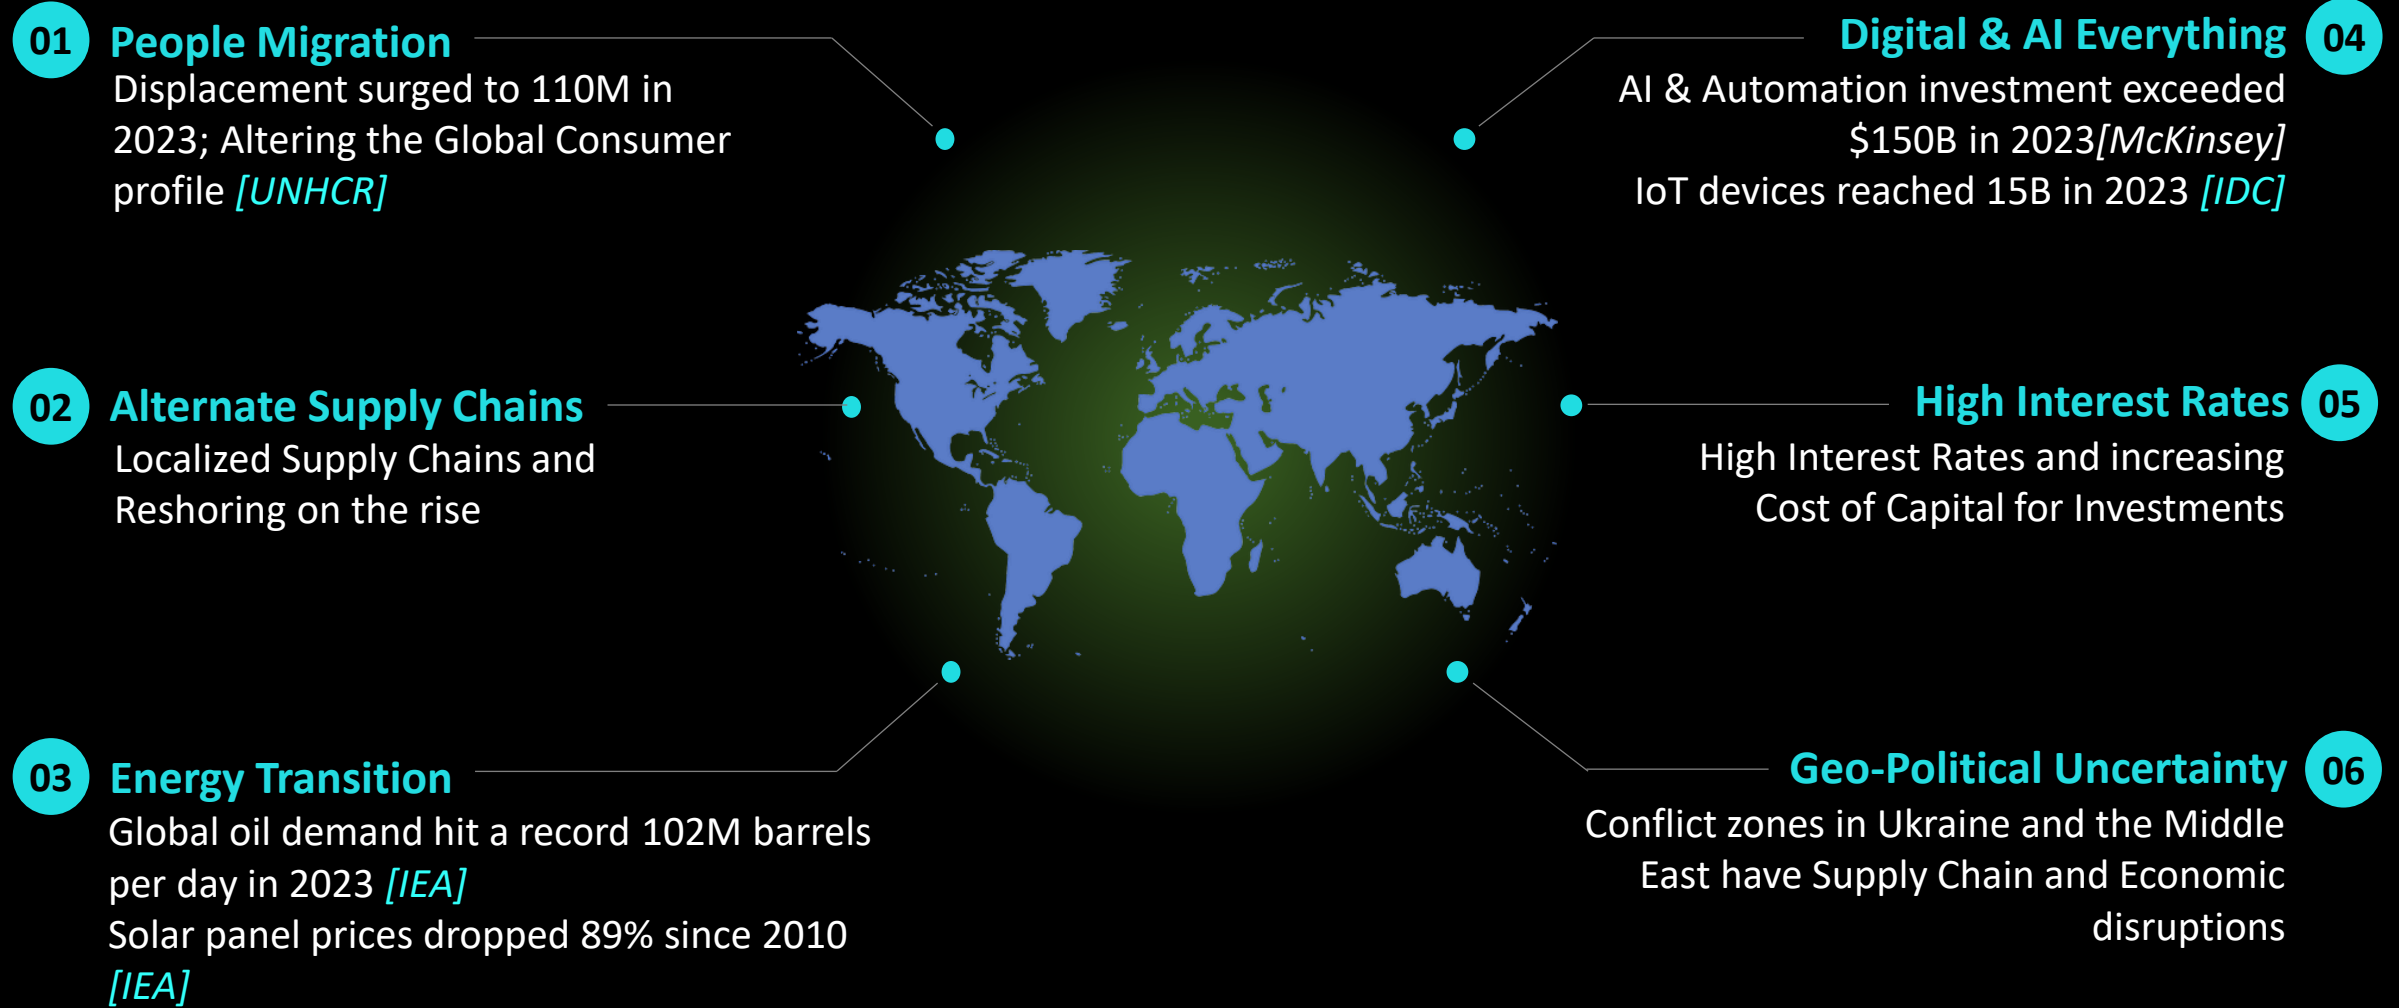 01 People Migration
Displacement surged to 110M in
2023; Altering the Global Consumer
profile [UNHCR]
02 Alternate Supply Chains
Localized Supply Chains and
Reshoring on the rise
03 Energy Transition
Global oil demand hit a record 102M barrels
per day in 2023 [IEA]
Solar panel prices dropped 89% since 2010
[IEA]
Digital & AI Everything 04
AI & Automation investment exceeded
$150B in 2023[McKinsey]
IoT devices reached 15B in 2023 [IDC]
High Interest Rates 05
High Interest Rates and increasing
Cost of Capital for Investments
Geo-Political Uncertainty 06
Conflict zones in Ukraine and the Middle
East have Supply Chain and Economic
disruptions